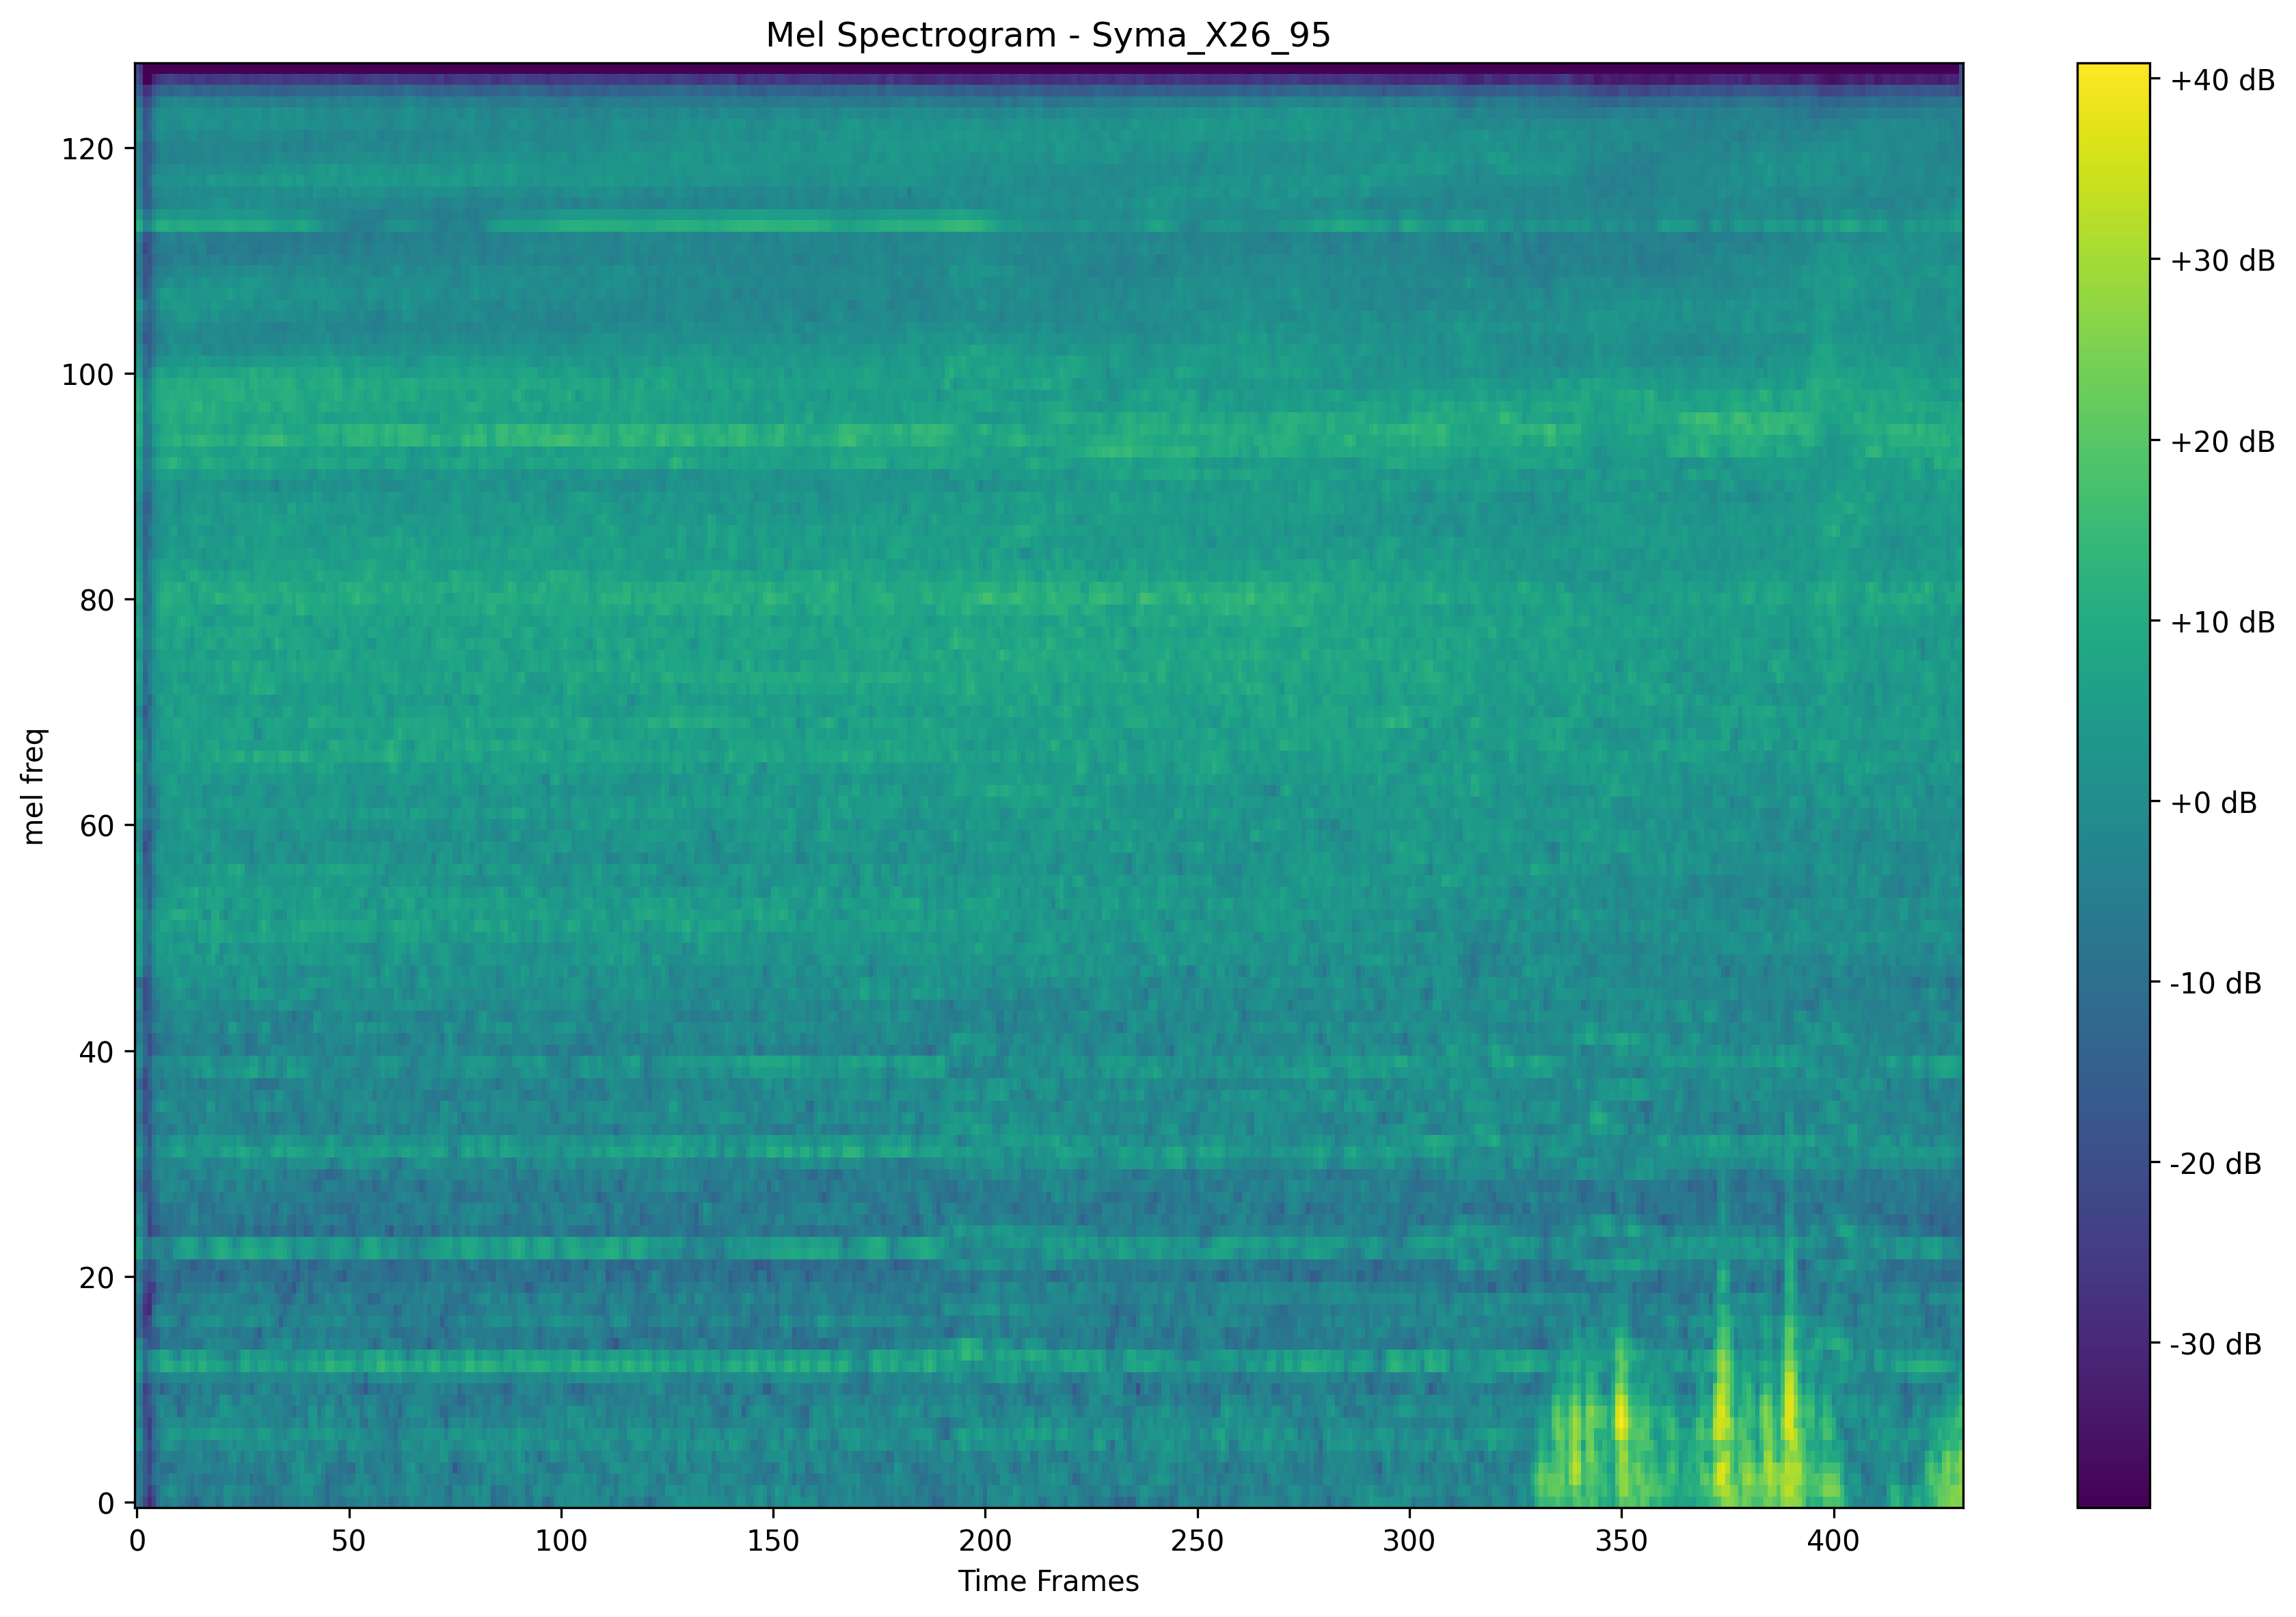 Mel Spectrogram - Syma_X26_95
mel freq
120
100
80
60
40
20
0
0 50 100 150 200 250 300 350 400
Time Frames
+40 dB
+30 dB
+20 dB
+10 dB
+0 dB
-10 dB
-20 dB
-30 dB